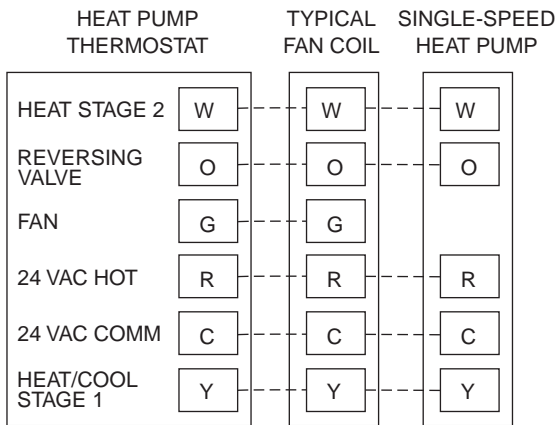 HEAT PUMP THERMOSTAT
TYPICAL FAN COIL
SINGLE-SPEED HEAT PUMP
HEAT STAGE 2 W W W
REVERSING VALVE O O O
FAN G G
24 VAC HOT R R R
24 VAC COMM C C C
HEAT/COOL STAGE 1 Y Y Y